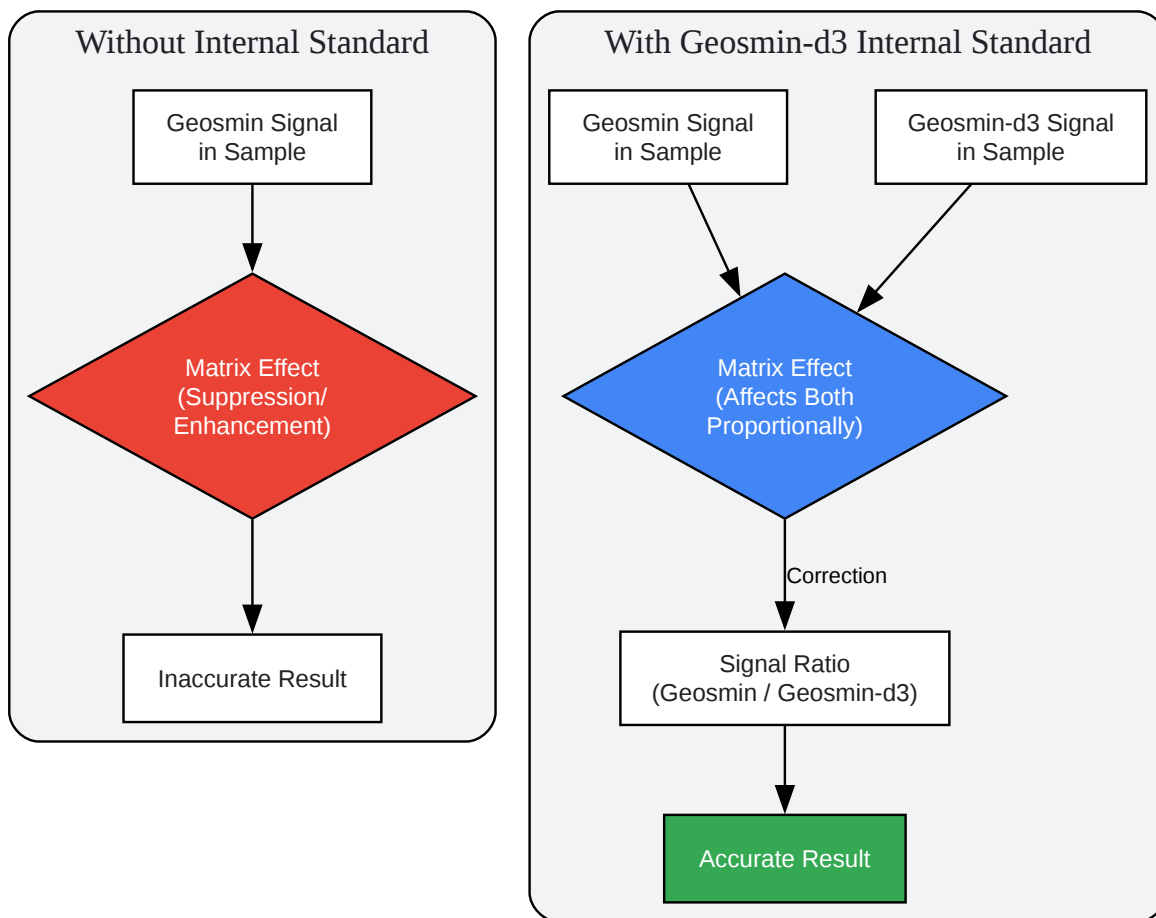 Without Internal Standard
Geosmin Signal
in Sample
Matrix Effect
(Suppression/
Enhancement)
Inaccurate Result
With Geosmin-d3 Internal Standard
Geosmin Signal
in Sample
Geosmin-d3 Signal
in Sample
Matrix Effect
(Affects Both
Proportionally)
Correction
Signal Ratio
(Geosmin / Geosmin-d3)
Accurate Result